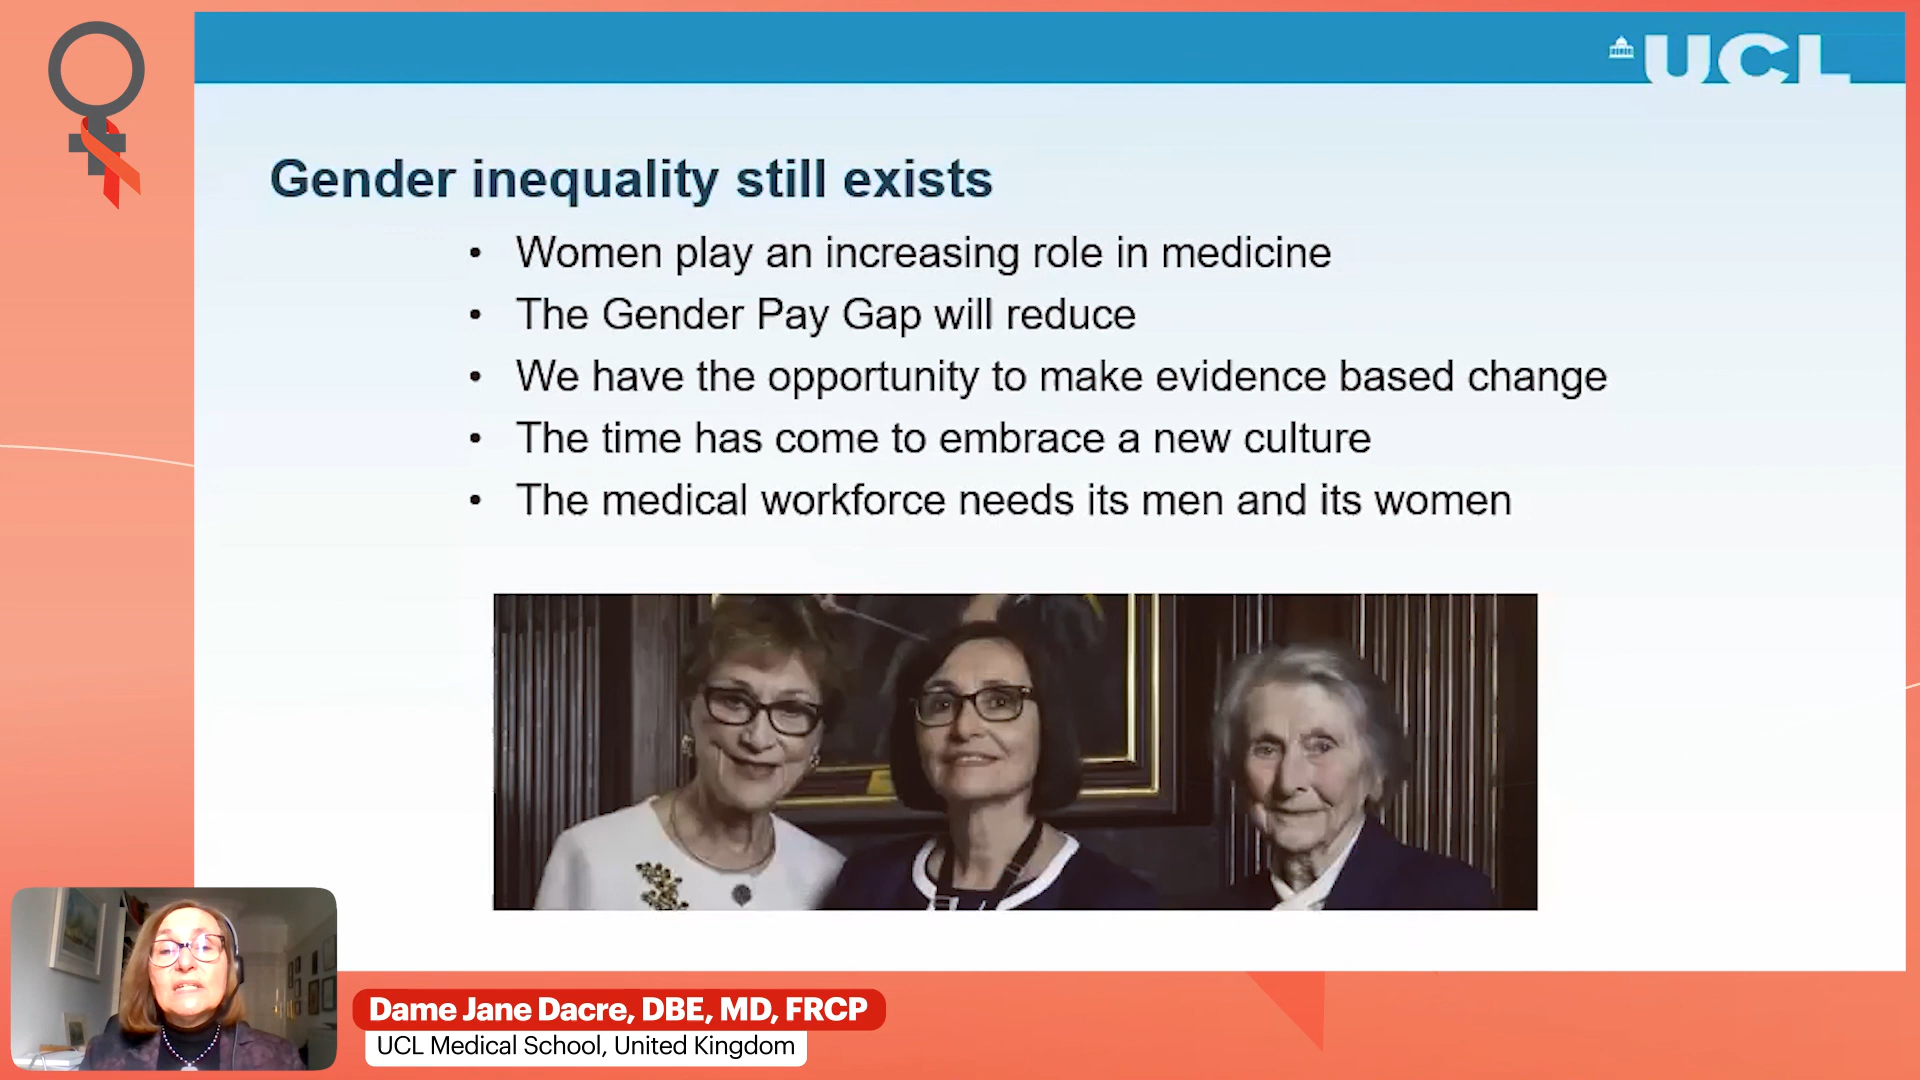 UCL
Gender inequality still exists
• Women play an increasing role in medicine
• The Gender Pay Gap will reduce
• We have the opportunity to make evidence based change
• The time has come to embrace a new culture
• The medical workforce needs its men and its women
Dame Jane Dacre, DBE, MD, FRCP
UCL Medical School, United Kingdom